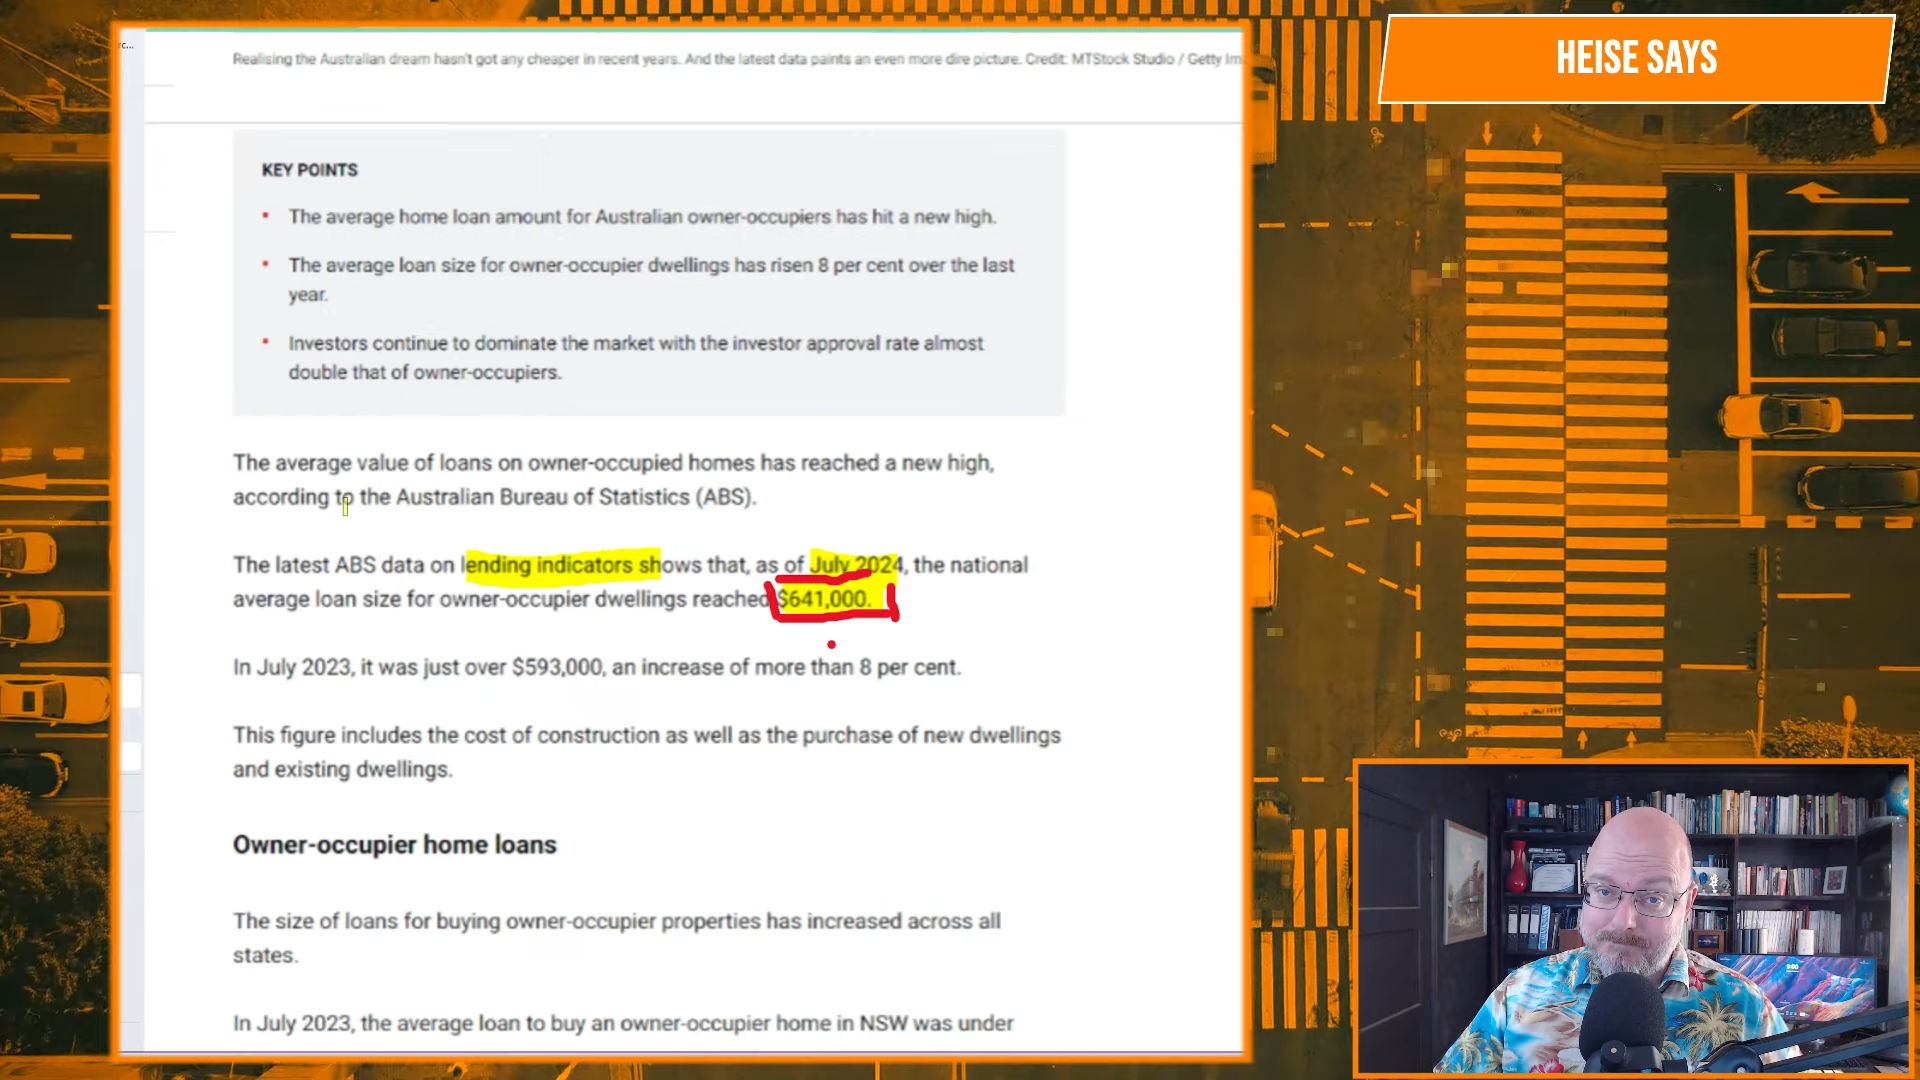 rc...
HEISE SAYS
Realising the Australian dream hasn't got any cheaper in recent years. And the latest data paints an even more dire picture. Credit: MTStock Studio / Getty Im
KEY POINTS
The average home loan amount for Australian owner-occupiers has hit a new high.
The average loan size for owner-occupier dwellings has risen 8 per cent over the last
year.
Investors continue to dominate the market with the investor approval rate almost
double that of owner-occupiers.
The average value of loans on owner-occupied homes has reached a new high,
according to the Australian Bureau of Statistics (ABS).
The latest ABS data on lending indicators shows that, as of July 2024, the national
average loan size for owner-occupier dwellings reached $641,000.
In July 2023, it was just over $593,000, an increase of more than 8 per cent.
This figure includes the cost of construction as well as the purchase of new dwellings
and existing dwellings.
Owner-occupier home loans
The size of loans for buying owner-occupier properties has increased across all
states.
In July 2023, the average loan to buy an owner-occupier home in NSW was under
9:00